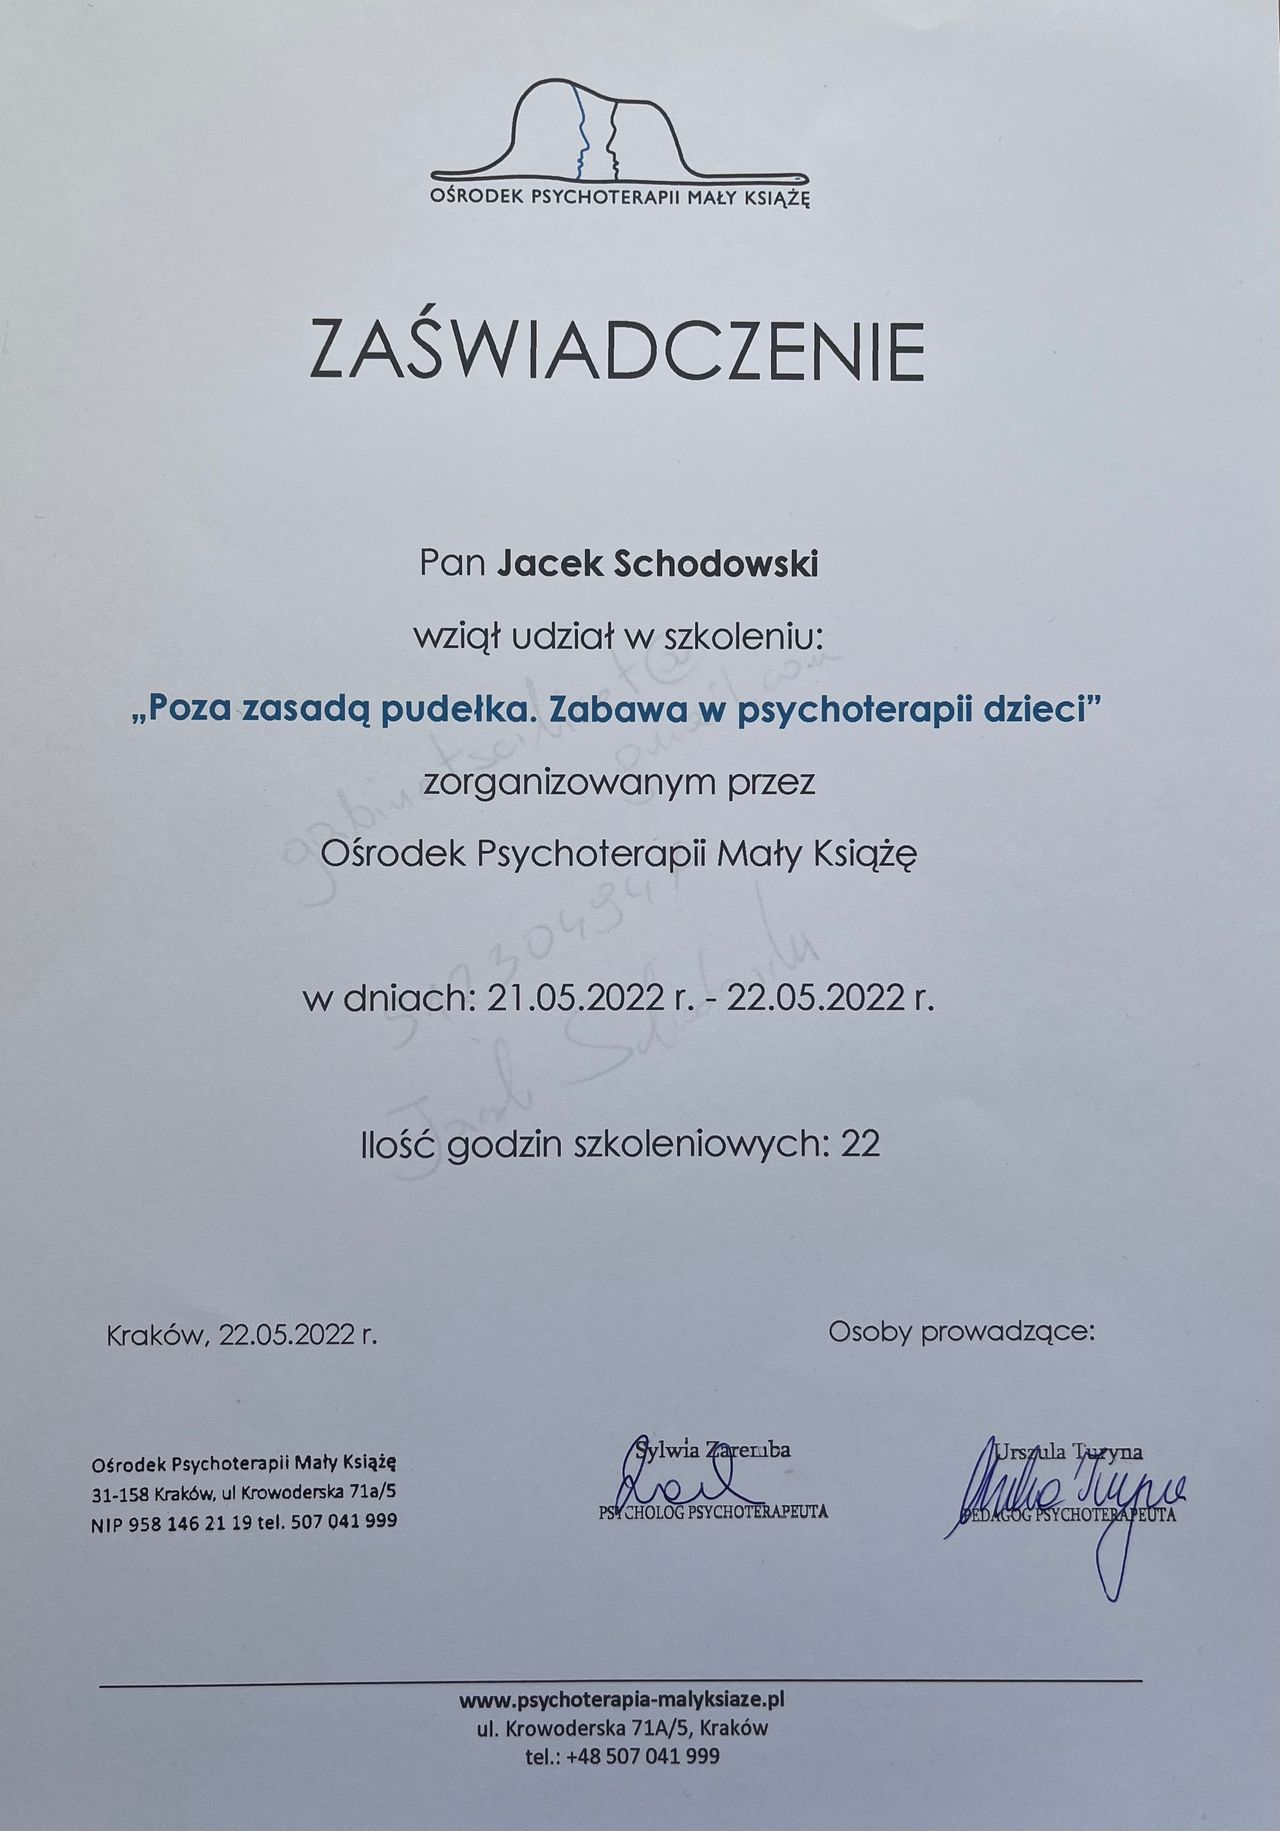 OŚRODEK PSYCHOTERAPII MAŁY KSIĄŻĘ
ZAŚWIADCZENIE
Pan Jacek Schodowski
wziął udział w szkoleniu:
„Poza zasadą pudełka. Zabawa w psychoterapii dzieci”
zorganizowanym przez
Ośrodek Psychoterapii Mały Książę
w dniach: 21.05.2022 r. - 22.05.2022 r.
Ilość godzin szkoleniowych: 22
Kraków, 22.05.2022 r.
Osoby prowadzące:
Ośrodek Psychoterapii Mały Książę
31-158 Kraków, ul Krowoderska 71a/5
NIP 958 146 21 19 tel. 507 041 999
Sylwia Zaremba
PSYCHOLOG PSYCHOTERAPEUTA
Urszula Turyna
PEDAGOG PSYCHOTERAPEUTA
www.psychoterapia-malyksiaze.pl
ul. Krowoderska 71A/5, Kraków
tel.: +48 507 041 999